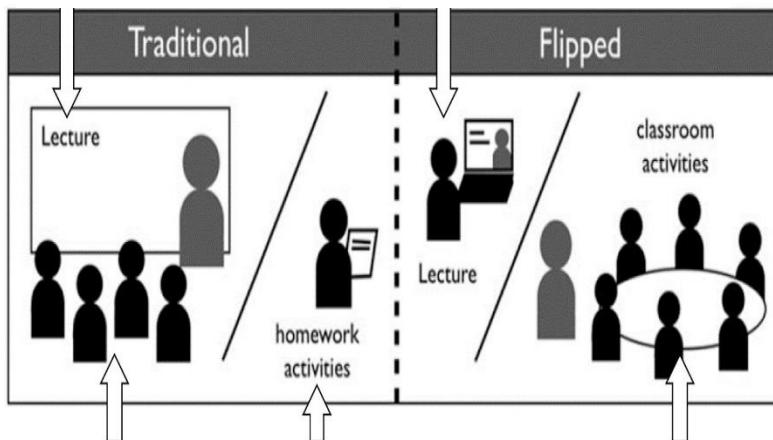 Traditional
Flipped
Lecture
homework
activities
Lecture
classroom
activities